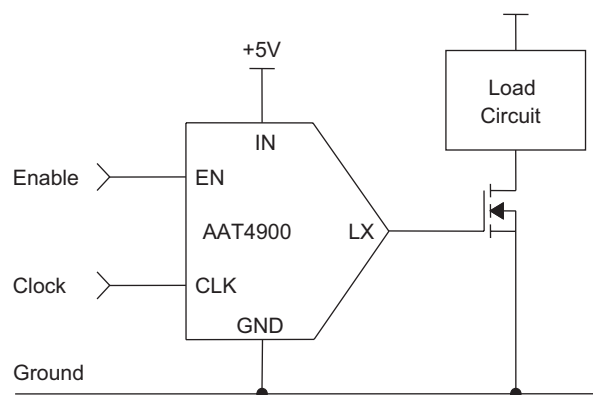 +5V
Load
Circuit
IN
Enable
EN
AAT4900
LX
Clock
CLK
GND
Ground